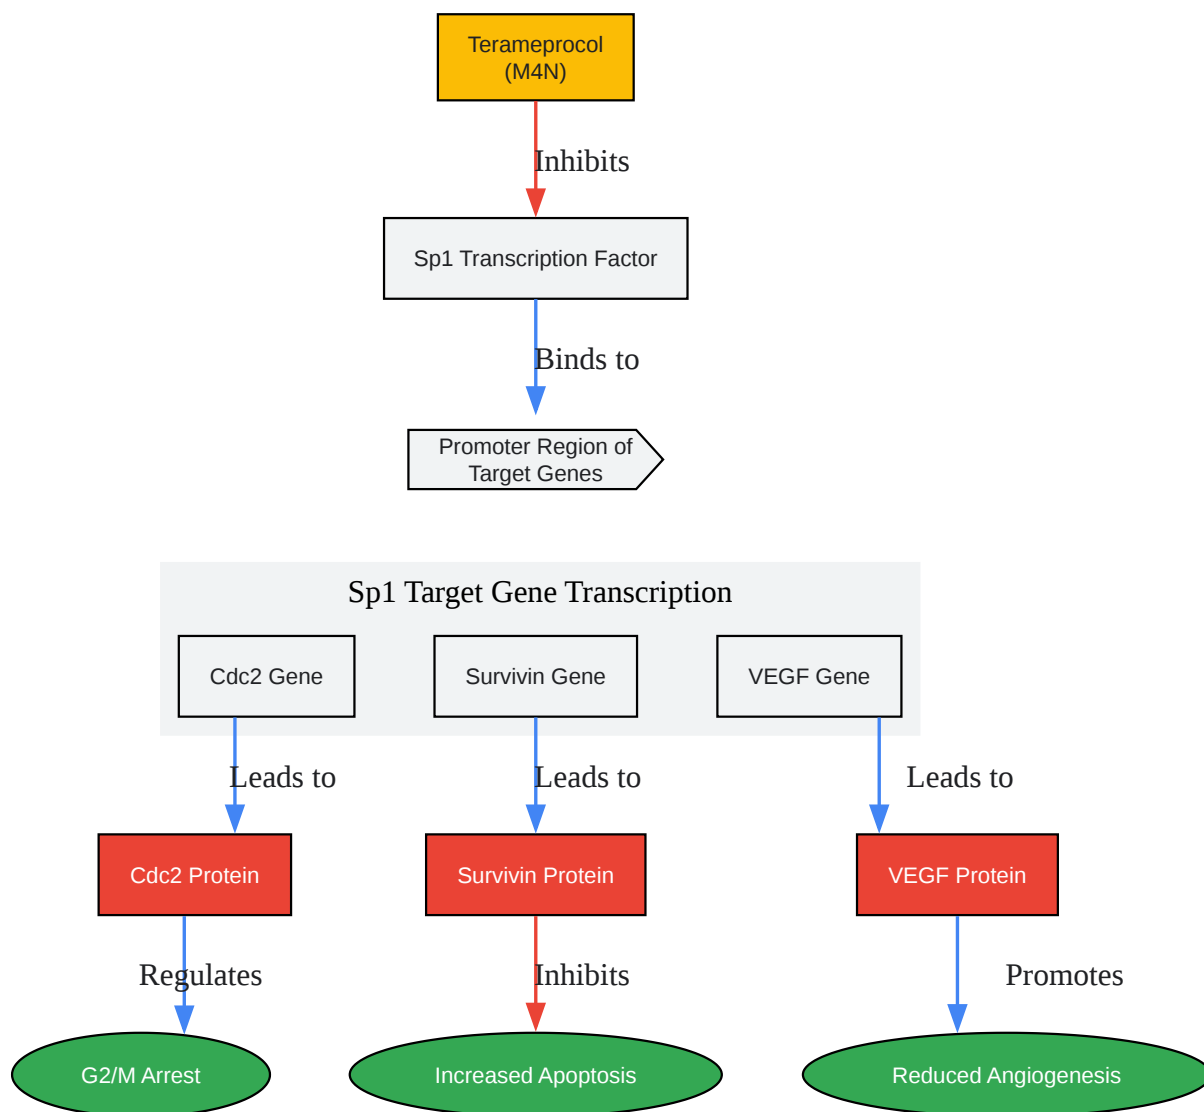 Terameprocol
(M4N)
Inhibits
Sp1 Transcription Factor
Binds to
Promoter Region of
Target Genes
Sp1 Target Gene Transcription
Cdc2 Gene
Survivin Gene
VEGF Gene
Leads to
Leads to
Leads to
Cdc2 Protein
Survivin Protein
VEGF Protein
Regulates
Inhibits
Promotes
G2/M Arrest
Increased Apoptosis
Reduced Angiogenesis